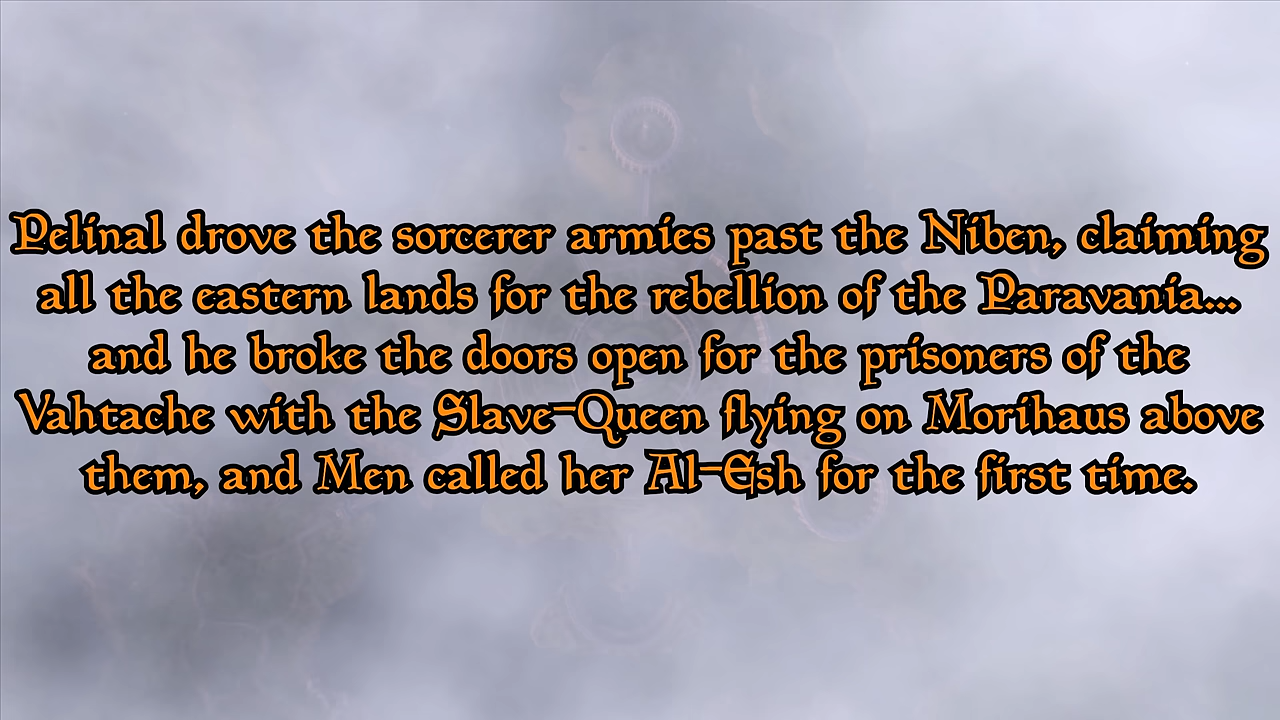 Pelinal drove the sorcerer armies past the Niben, claiming
all the eastern lands for the rebellion of the Paravania...
and he broke the doors open for the prisoners of the
Vahtache with the Slave-Queen flying on Morihaus above
them, and Men called her Al-Esh for the first time.